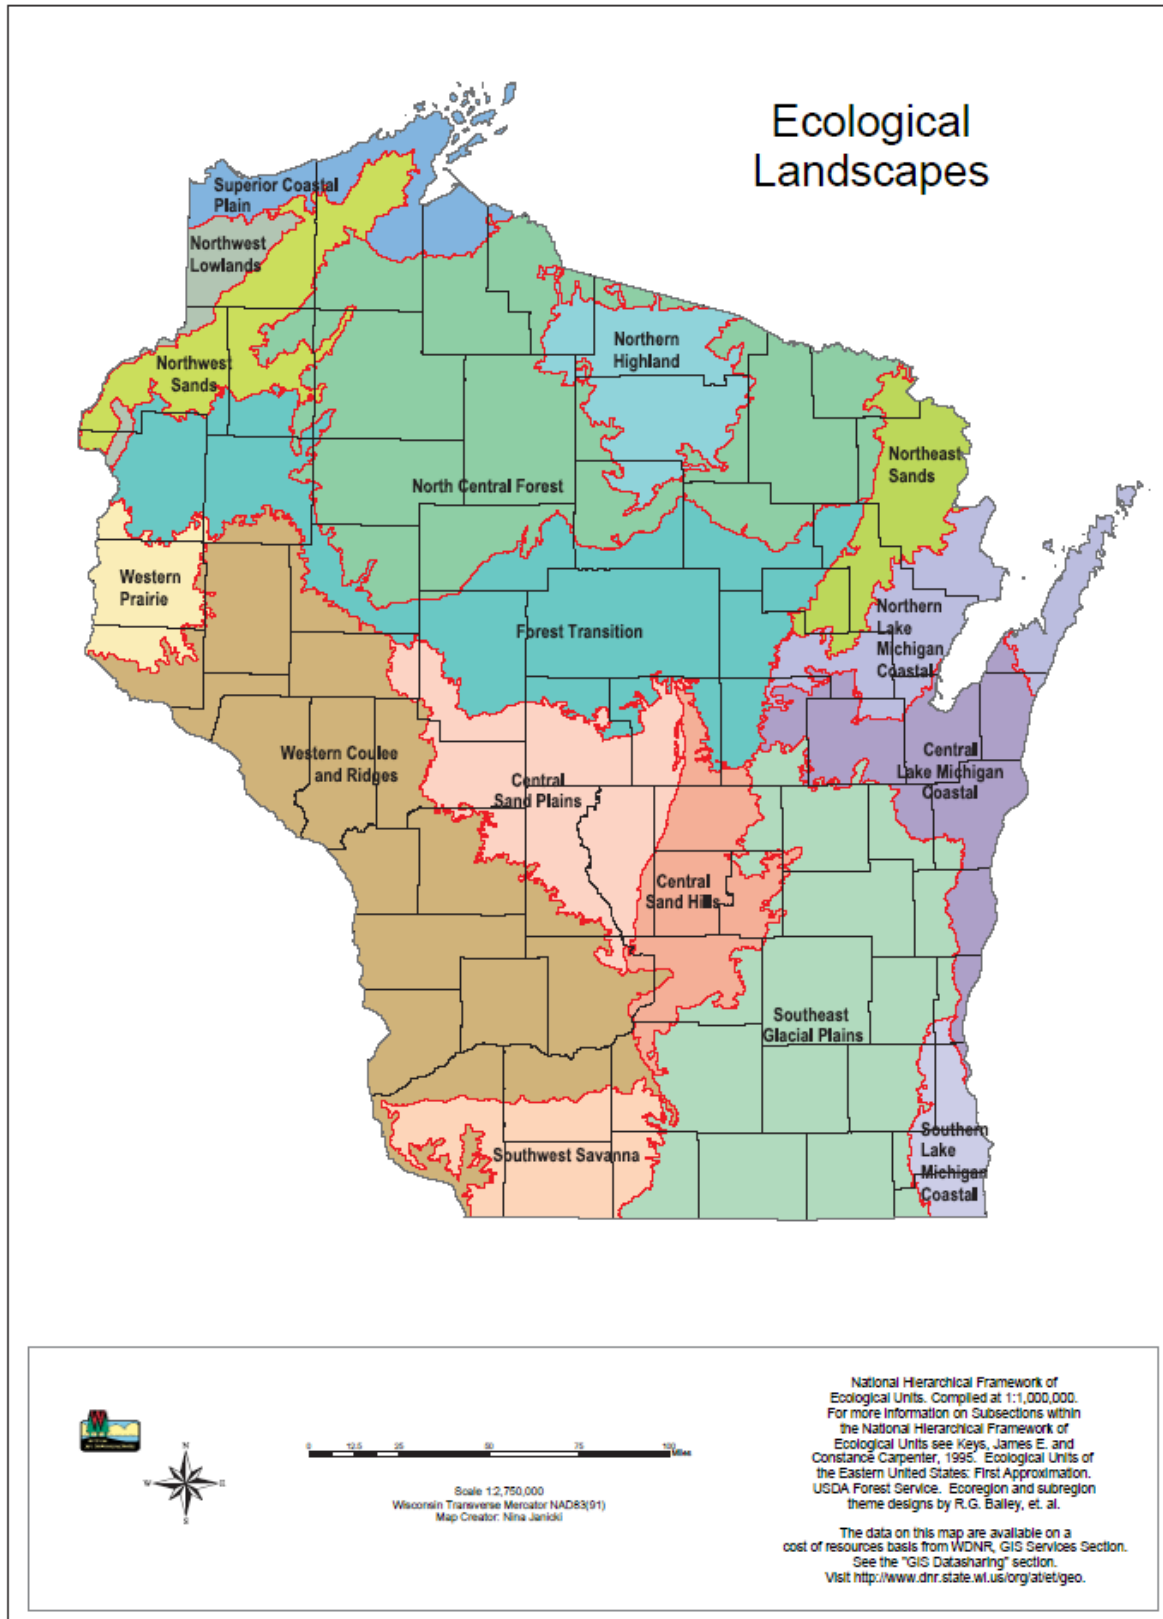 Ecological
Landscapes
Superior Coastal
Plain
Northwest
Lowlands
Northwest
Sands
Northern
Highland
Northeast
Sands
North Central Forest
Western
Prairie
Forest Transition
Northern
Lake
Michigan
Coastal
Western Coulee
and Ridges
Central
Sand Plains
Central
Lake Michigan
Coastal
Central
Sand Hills
Southeast
Glacial Plains
Southwest Savanna
Southern
Lake
Michigan
Coastal
N
W
E
S
0 12.5 25 50 75 100
Miles
Scale 1:2,750,000
Wisconsin Transverse Mercator NAD83(91)
Map Creator: Nina Janicki
National Hierarchical Framework of
Ecological Units. Compiled at 1:1,000,000.
For more information on Subsections within
the National Hierarchical Framework of
Ecological Units see Keys, James E. and
Constance Carpenter, 1995. Ecological Units of
the Eastern United States: First Approximation.
USDA Forest Service. Ecoregion and subregion
theme designs by R.G. Bailey, et. al.
The data on this map are available on a
cost of resources basis from WDNR, GIS Services Section.
See the "GIS Datasharing" section.
Visit http://www.dnr.state.wi.us/org/at/et/geo.